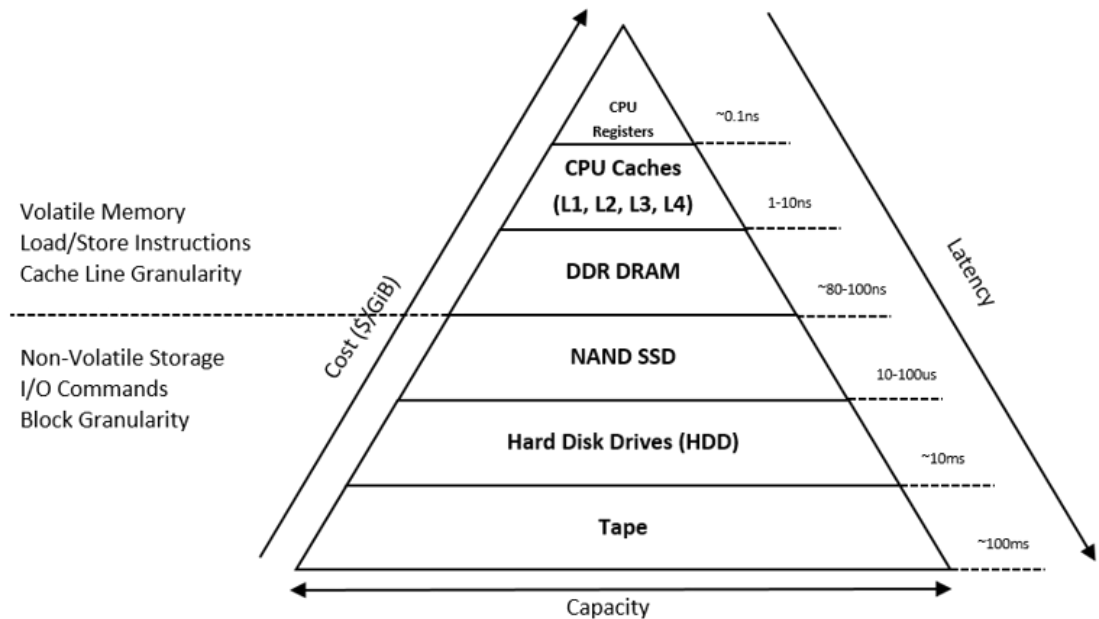 CPU
Registers
~0.1ns
CPU Caches
(L1, L2, L3, L4)
1-10ns
Volatile Memory
Load/Store Instructions
Cache Line Granularity
DDR DRAM
~80-100ns
Latency
Cost ($/GiB)
Non-Volatile Storage
I/O Commands
Block Granularity
NAND SSD
10-100us
Hard Disk Drives (HDD)
~10ms
Tape
~100ms
Capacity